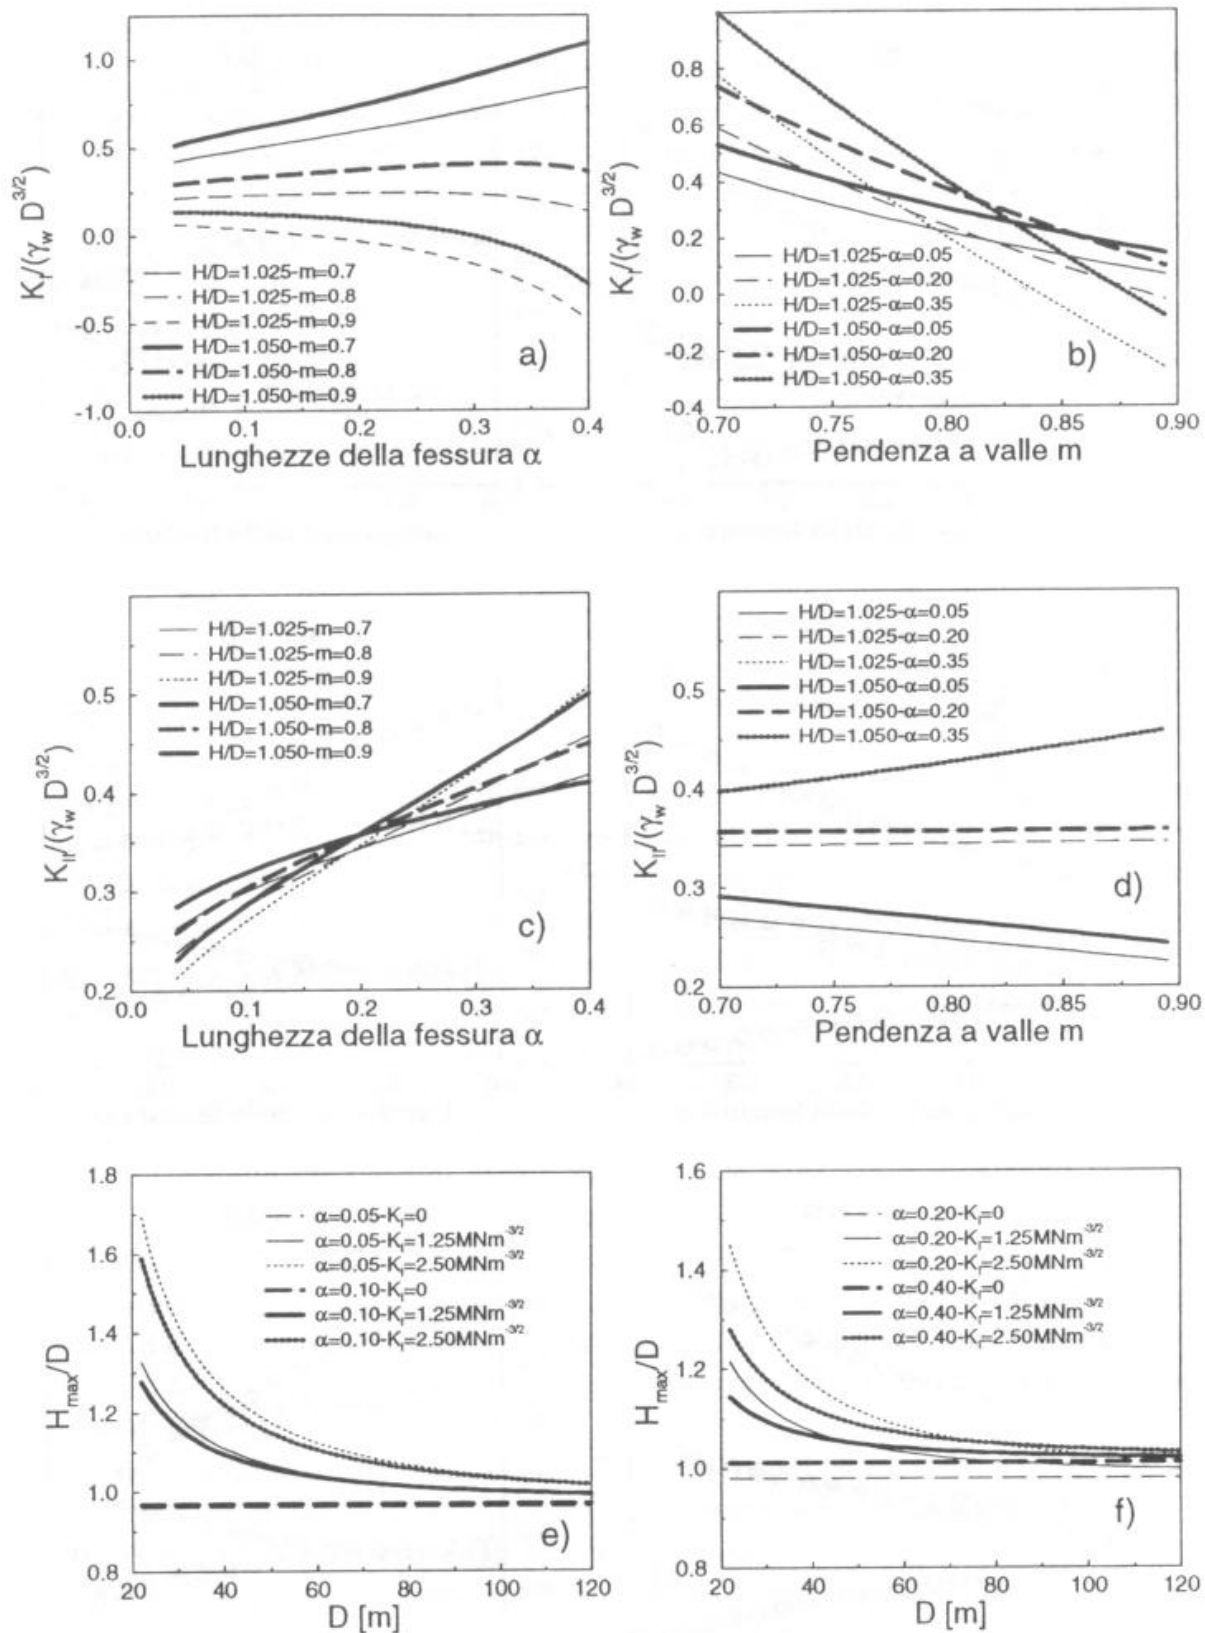 1.0
0.5
0.0
-0.5
-1.0
K_I/(γ_w D^3/2)
H/D=1.025-m=0.7
H/D=1.025-m=0.8
H/D=1.025-m=0.9
H/D=1.050-m=0.7
H/D=1.050-m=0.8
H/D=1.050-m=0.9
a)
0.0 0.1 0.2 0.3 0.4
Lunghezze della fessura α
0.8
0.6
0.4
0.2
0.0
-0.2
-0.4
K_I/(γ_w D^3/2)
H/D=1.025-α=0.05
H/D=1.025-α=0.20
H/D=1.025-α=0.35
H/D=1.050-α=0.05
H/D=1.050-α=0.20
H/D=1.050-α=0.35
b)
0.70 0.75 0.80 0.85 0.90
Pendenza a valle m
0.5
0.4
0.3
0.2
K_II/(γ_w D^3/2)
H/D=1.025-m=0.7
H/D=1.025-m=0.8
H/D=1.025-m=0.9
H/D=1.050-m=0.7
H/D=1.050-m=0.8
H/D=1.050-m=0.9
c)
0.0 0.1 0.2 0.3 0.4
Lunghezza della fessura α
0.5
0.4
0.3
0.2
K_II/(γ_w D^3/2)
H/D=1.025-α=0.05
H/D=1.025-α=0.20
H/D=1.025-α=0.35
H/D=1.050-α=0.05
H/D=1.050-α=0.20
H/D=1.050-α=0.35
d)
0.70 0.75 0.80 0.85 0.90
Pendenza a valle m
1.8
1.6
1.4
1.2
1.0
0.8
H_max/D
α=0.05-K_I=0
α=0.05-K_I=1.25MNm^-3/2
α=0.05-K_I=2.50MNm^-3/2
α=0.10-K_I=0
α=0.10-K_I=1.25MNm^-3/2
α=0.10-K_I=2.50MNm^-3/2
e)
20 40 60 80 100 120
D [m]
1.6
1.4
1.2
1.0
0.8
H_max/D
α=0.20-K_I=0
α=0.20-K_I=1.25MNm^-3/2
α=0.20-K_I=2.50MNm^-3/2
α=0.40-K_I=0
α=0.40-K_I=1.25MNm^-3/2
α=0.40-K_I=2.50MNm^-3/2
f)
20 40 60 80 100 120
D [m]